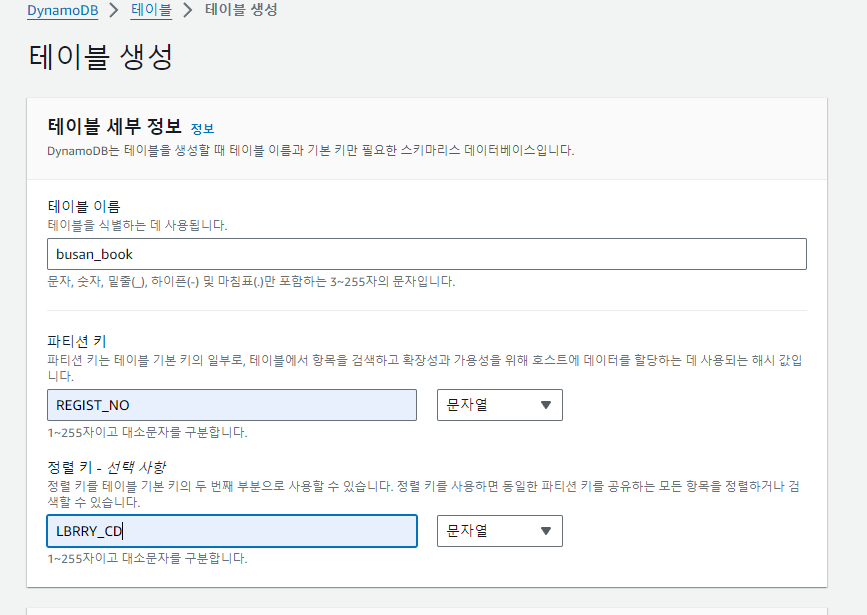 DynamoDB > 테이블 > 테이블 생성
테이블 생성
테이블 세부 정보 정보
DynamoDB는 테이블을 생성할 때 테이블 이름과 기본 키만 필요한 스키마리스 데이터베이스입니다.
테이블 이름
테이블을 식별하는 데 사용됩니다.
busan_book
문자, 숫자, 밑줄(_), 하이픈(-) 및 마침표(.)만 포함하는 3~255자의 문자입니다.
파티션 키
파티션 키는 테이블 기본 키의 일부로, 테이블에서 항목을 검색하고 확장성과 가용성을 위해 호스트에 데이터를 할당하는 데 사용되는 해시 값입
니다.
REGIST_NO 문자열
1~255자이고 대소문자를 구분합니다.
정렬 키 - 선택 사항
정렬 키를 테이블 기본 키의 두 번째 부분으로 사용할 수 있습니다. 정렬 키를 사용하면 동일한 파티션 키를 공유하는 모든 항목을 정렬하거나 검
색할 수 있습니다.
LBRRY_CD 문자열
1~255자이고 대소문자를 구분합니다.